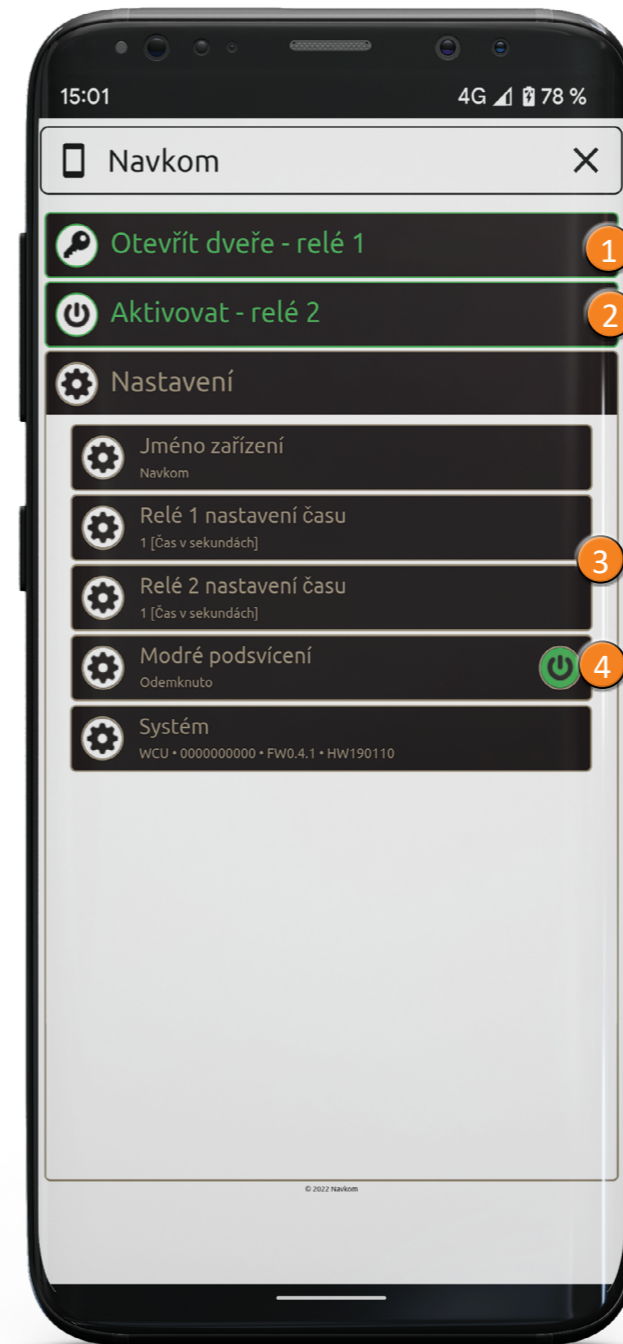 15:01 4G 78 %
Navkom
Otevřít dveře - relé 1
1
Aktivovat - relé 2
2
Nastavení
Jméno zařízení
Navkom
Relé 1 nastavení času
1 [Čas v sekundách]
3
Relé 2 nastavení času
1 [Čas v sekundách]
Modré podsvícení
Odemknuto
4
Systém
WCU • 0000000000 • FW0.4.1 • HW190110
© 2022 Navkom